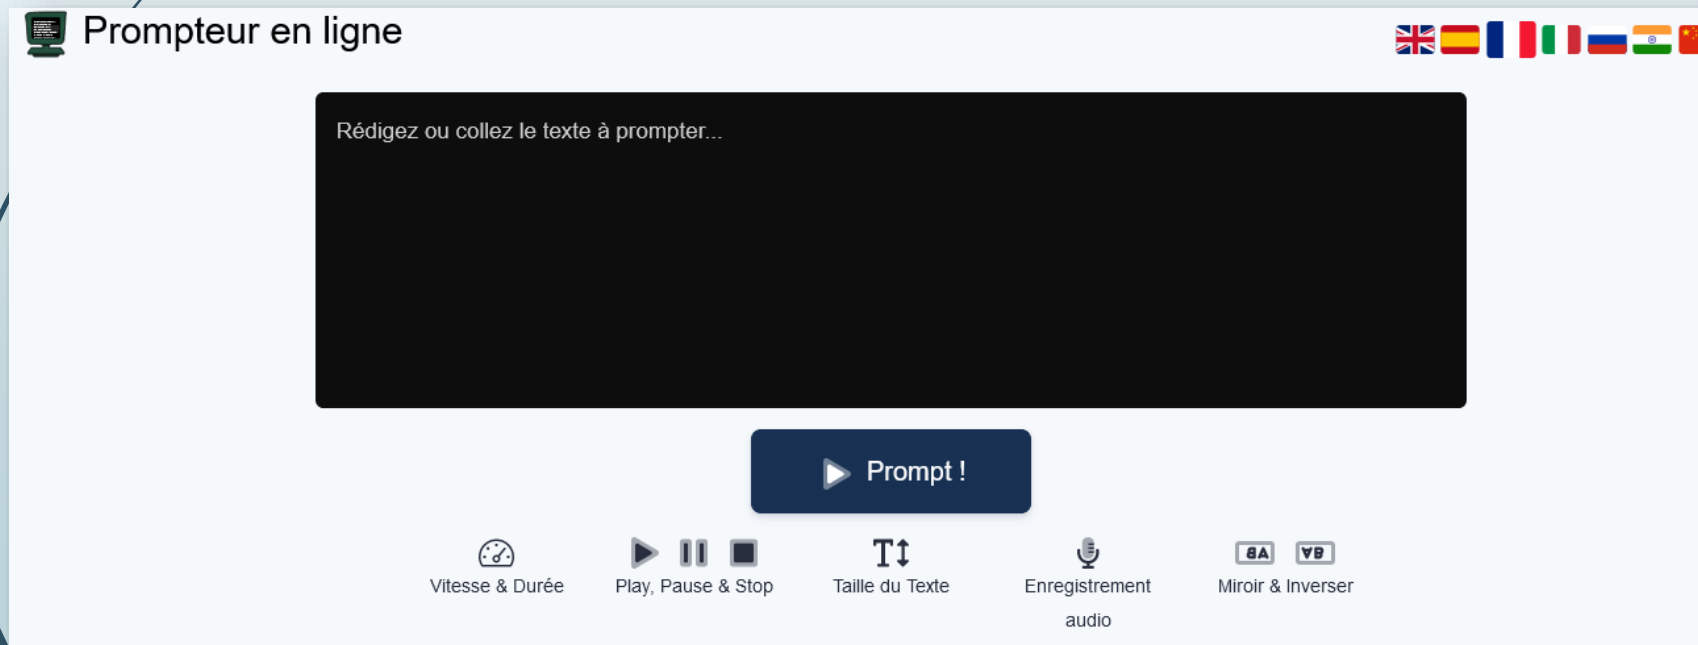 Prompteur en ligne
Rédigez ou collez le texte à prompter...
Prompt !
Vitesse & Durée
Play, Pause & Stop
Taille du Texte
Enregistrement
audio
Miroir & Inverser